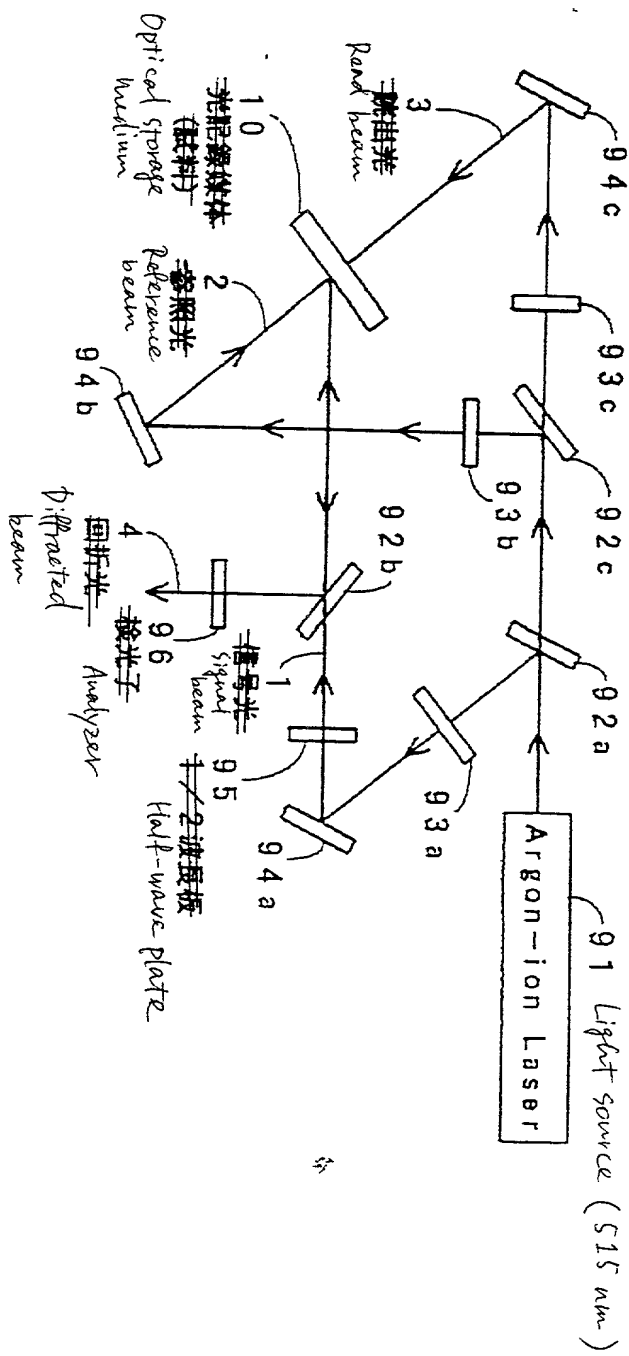 91 Light source (515 nm)
Argon-ion Laser
94c
93c
92c
92a
93b
93a
3
読出光
Read beam
92b
94a
10
光記録媒体
(試料)
Optical storage
medium
2
参照光
Reference
beam
94b
1
信号光
signal
beam
95
1/2波長板
Half-wave plate
4
回折光
Diffracted
beam
96
検光子
Analyzer